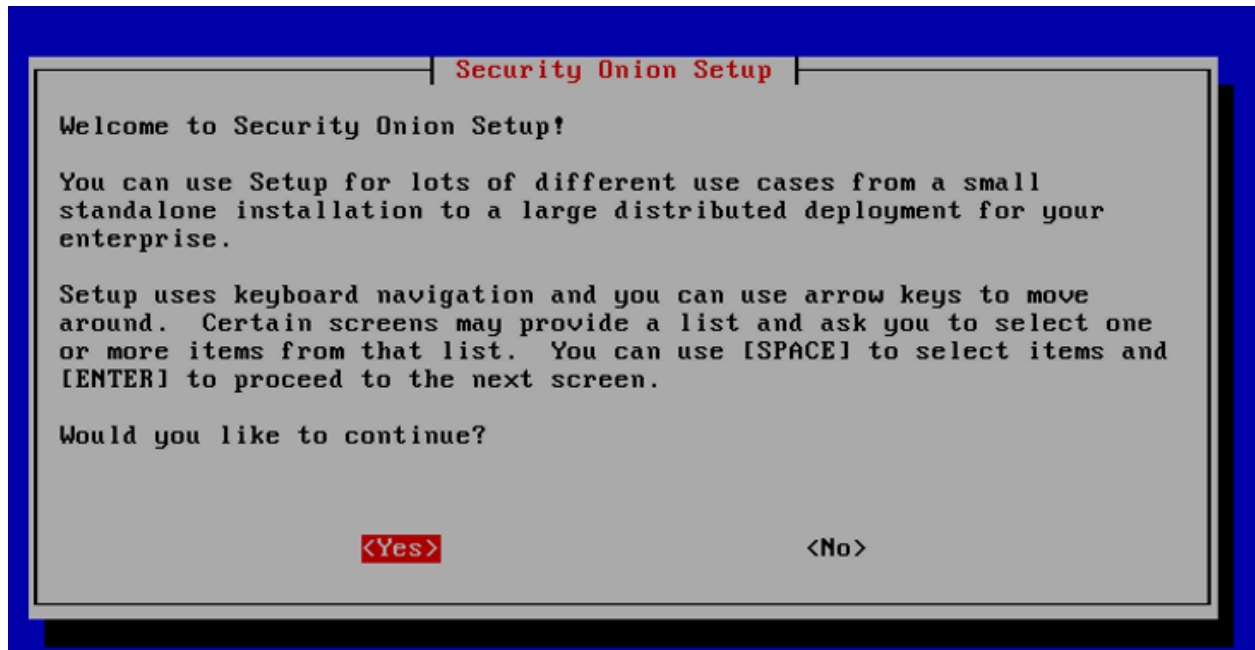 Security Onion Setup
Welcome to Security Onion Setup!
You can use Setup for lots of different use cases from a small
standalone installation to a large distributed deployment for your
enterprise.
Setup uses keyboard navigation and you can use arrow keys to move
around.  Certain screens may provide a list and ask you to select one
or more items from that list.  You can use [SPACE] to select items and
[ENTER] to proceed to the next screen.
Would you like to continue?
<Yes> <No>